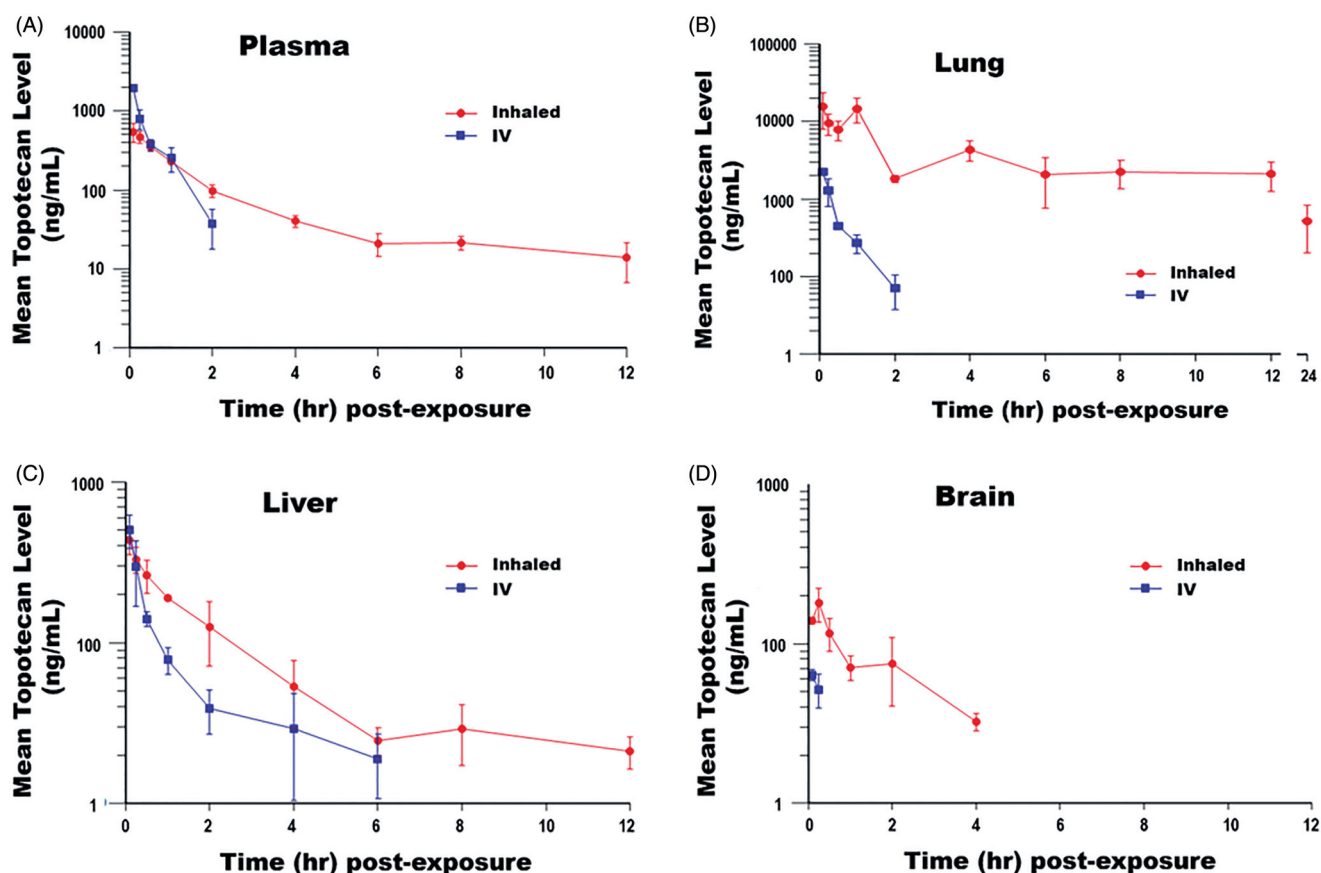 (A)
Plasma
Mean Topotecan Level
(ng/mL)
10000
1000
100
10
1
Inhaled
IV
0 2 4 6 8 10 12
Time (hr) post-exposure
(B)
Lung
Mean Topotecan Level
(ng/mL)
100000
10000
1000
100
1
Inhaled
IV
0 2 4 6 8 10 12 24
Time (hr) post-exposure
(C)
Liver
Mean Topotecan Level
(ng/mL)
1000
100
1
Inhaled
IV
0 2 4 6 8 10 12
Time (hr) post-exposure
(D)
Brain
Mean Topotecan Level
(ng/mL)
1000
100
1
Inhaled
IV
0 2 4 6 8 10 12
Time (hr) post-exposure